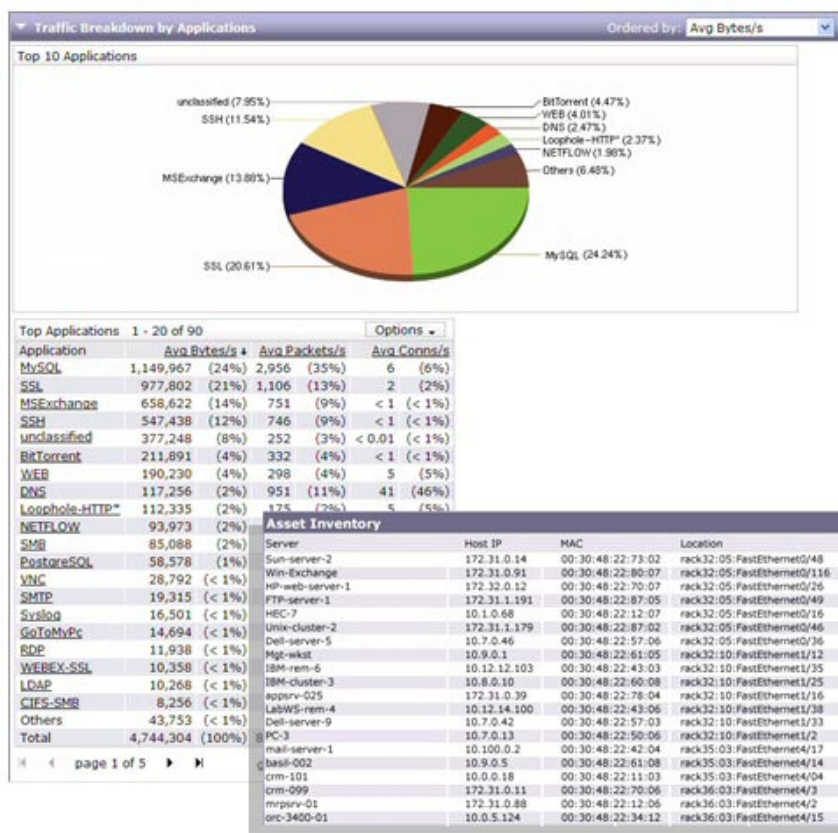 Traffic Breakdown by Applications Ordered by: Avg Bytes/s
Top 10 Applications
unclassified (7.95%)
SSH (11.54%)
MSExchange (13.88%)
SSL (20.61%)
BitTorrent (4.47%)
WEB (4.01%)
DNS (2.47%)
Loophole-HTTP" (2.37%)
NETFLOW (1.98%)
Others (6.48%)
MySQL (24.24%)
Top Applications 1 - 20 of 90 Options
Application Avg Bytes/s Avg Packets/s Avg Conns/s
MySQL 1,149,967 (24%) 2,956 (35%) 6 (6%)
SSL 977,802 (21%) 1,106 (13%) 2 (2%)
MSExchange 658,622 (14%) 751 (9%) < 1 (< 1%)
SSH 547,438 (12%) 746 (9%) < 1 (< 1%)
unclassified 377,248 (8%) 252 (3%) < 0.01 (< 1%)
BitTorrent 211,891 (4%) 332 (4%) < 1 (< 1%)
WEB 190,230 (4%) 298 (4%) 5 (5%)
DNS 117,256 (2%) 951 (11%) 41 (46%)
Loophole-HTTP" 112,335 (2%) 175 (2%) 5 (5%)
NETFLOW 93,973 (2%)
SMB 85,088 (2%)
PostgreSQL 58,578 (1%)
VNC 28,792 (< 1%)
SMTP 19,315 (< 1%)
Syslog 16,501 (< 1%)
GoToMyPc 14,694 (< 1%)
RDP 11,938 (< 1%)
WEBEX-SSL 10,358 (< 1%)
LDAP 10,268 (< 1%)
CIFS-SMB 8,256 (< 1%)
Others 43,753 (< 1%)
Total 4,744,304 (100%) 8
page 1 of 5
Asset Inventory
Server Host IP MAC Location
Sun-server-2 172.31.0.14 00:30:48:22:73:02 rack32:05:FastEthernet0/48
Win-Exchange 172.31.0.91 00:30:48:22:80:07 rack32:05:FastEthernet0/116
HP-web-server-1 172.32.0.12 00:30:48:22:70:07 rack32:05:FastEthernet0/26
FTP-server-1 172.31.1.191 00:30:48:22:87:05 rack32:05:FastEthernet0/49
HEC-7 10.1.0.68 00:30:48:22:12:07 rack32:05:FastEthernet0/16
Unix-cluster-2 172.31.1.179 00:30:48:22:87:02 rack32:05:FastEthernet0/46
Dell-server-5 10.7.0.46 00:30:48:22:57:06 rack32:05:FastEthernet0/36
Mgt-wkst 10.9.0.1 00:30:48:22:61:05 rack32:10:FastEthernet1/12
IBM-rem-6 10.12.12.103 00:30:48:22:43:03 rack32:10:FastEthernet1/35
IBM-cluster-3 10.8.0.10 00:30:48:22:60:08 rack32:10:FastEthernet1/25
appsrv-025 172.31.0.39 00:30:48:22:78:04 rack32:10:FastEthernet1/16
LabWS-rem-4 10.12.14.100 00:30:48:22:43:06 rack32:10:FastEthernet1/38
Dell-server-9 10.7.0.42 00:30:48:22:57:03 rack32:10:FastEthernet1/33
PC-3 10.7.0.13 00:30:48:22:50:06 rack32:10:FastEthernet1/2
mail-server-1 10.100.0.2 00:30:48:22:42:04 rack35:03:FastEthernet4/17
basil-002 10.9.0.5 00:30:48:22:61:08 rack35:03:FastEthernet4/14
crm-101 10.0.0.18 00:30:48:22:11:03 rack35:03:FastEthernet4/04
crm-099 172.31.0.11 00:30:48:22:70:06 rack36:03:FastEthernet4/3
mrpsrv-01 172.31.0.88 00:30:48:22:12:06 rack36:03:FastEthernet4/2
orc-3400-01 10.0.5.124 00:30:48:22:34:12 rack36:03:FastEthernet4/15